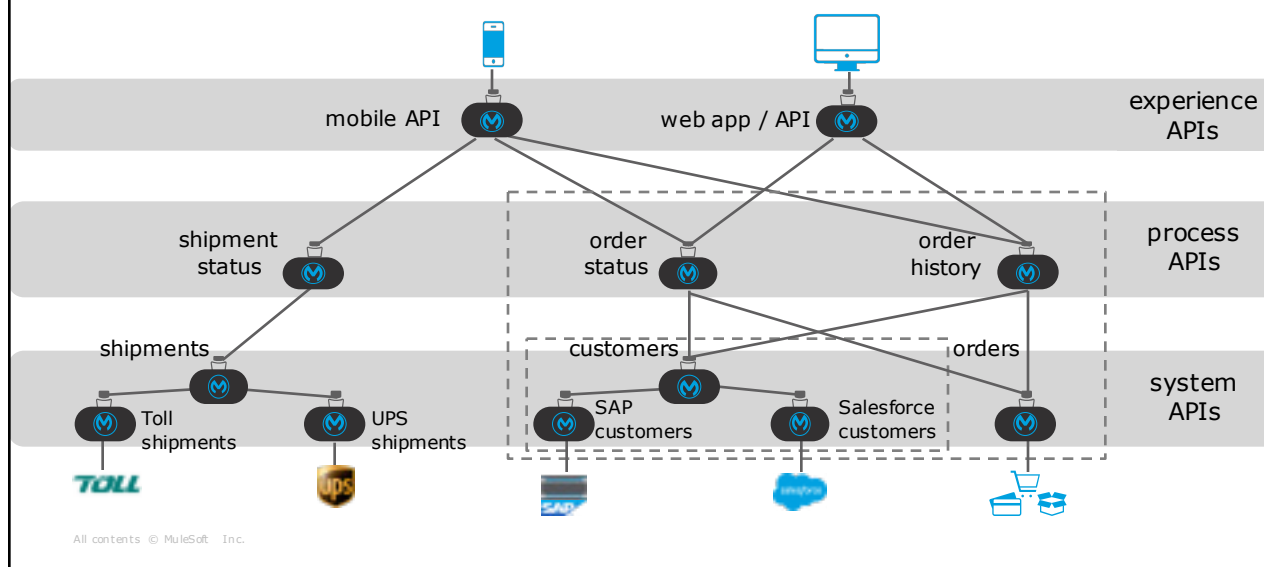 mobile API
web app / API
experience
APIs
shipment
status
order
status
order
history
process
APIs
shipments
customers
orders
Toll
shipments
UPS
shipments
SAP
customers
Salesforce
customers
system
APIs
TOLL
ups
SAP
salesforce
All contents © MuleSoft Inc.